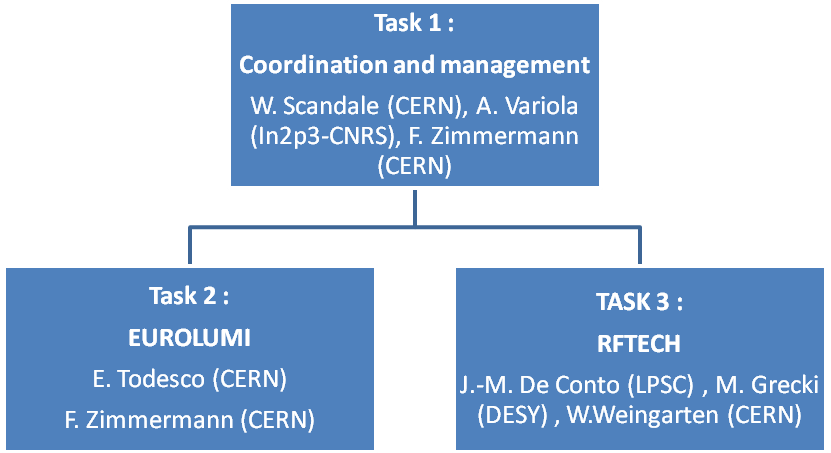 Task 1 :
Coordination and management
W. Scandale (CERN), A. Variola
(In2p3-CNRS), F. Zimmermann
(CERN)
Task 2 :
EUROLUMI
E. Todesco (CERN)
F. Zimmermann (CERN)
TASK 3 :
RFTECH
J.-M. De Conto (LPSC) , M. Grecki
(DESY) , W.Weingarten (CERN)